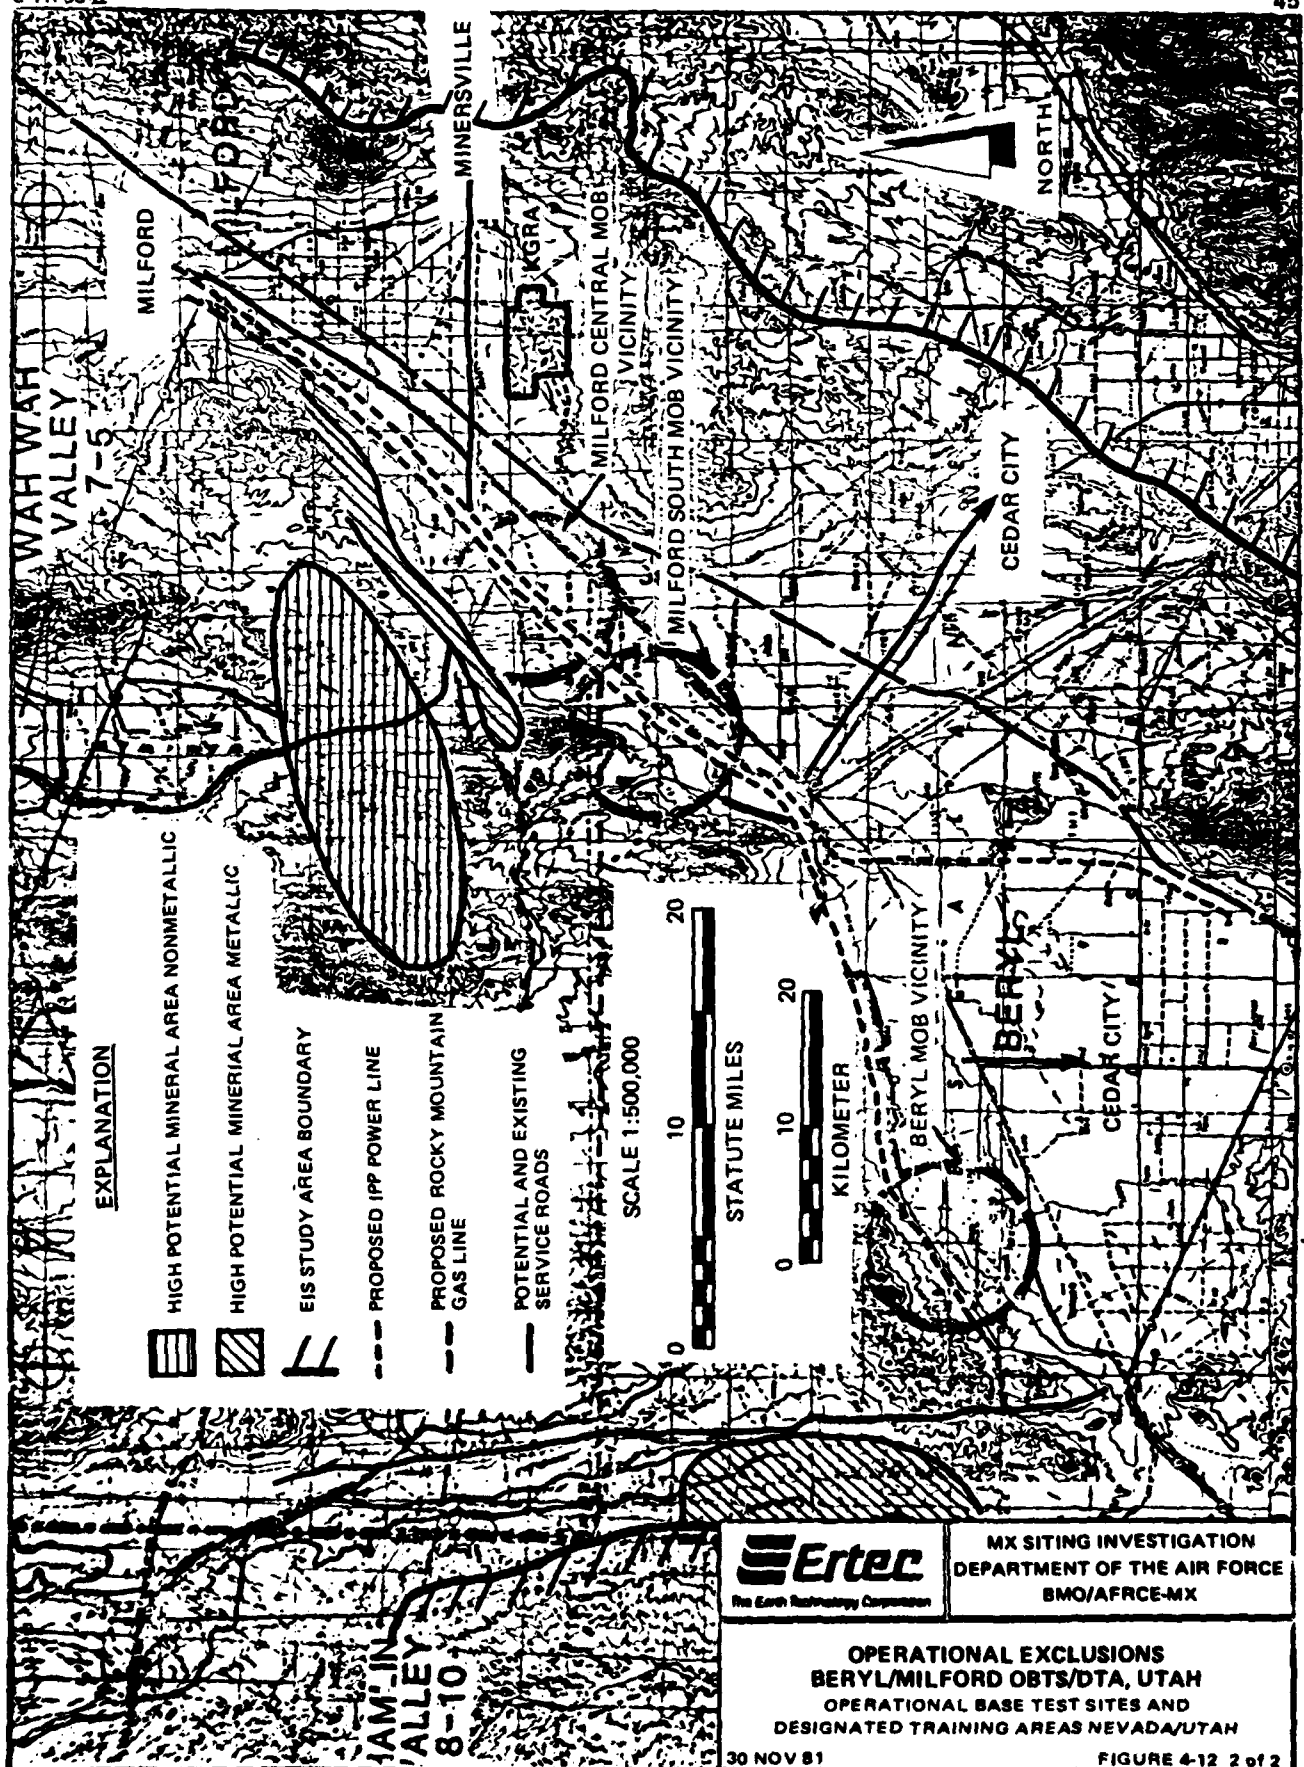 45
WAH WAH
VALLEY
7-5
MILFORD
MILFORD
MINERSVILLE
KGRA
MILFORD CENTRAL MOB
VICINITY
MILFORD SOUTH MOB VICINITY
NORTH
CEDAR CITY
EXPLANATION
HIGH POTENTIAL MINERAL AREA NONMETALLIC
HIGH POTENTIAL MINERIAL AREA METALLIC
EIS STUDY AREA BOUNDARY
PROPOSED IPP POWER LINE
PROPOSED ROCKY MOUNTAIN
GAS LINE
POTENTIAL AND EXISTING
SERVICE ROADS
SCALE 1:500,000
0 10 20
STATUTE MILES
0 10 20
KILOMETER
BERYL MOB VICINITY
BERYL
CEDAR CITY
VALLEY
8-10
Ertec
The Earth Technology Corporation
MX SITING INVESTIGATION
DEPARTMENT OF THE AIR FORCE
BMO/AFRCE-MX
OPERATIONAL EXCLUSIONS
BERYL/MILFORD OBTS/DTA, UTAH
OPERATIONAL BASE TEST SITES AND
DESIGNATED TRAINING AREAS NEVADA/UTAH
30 NOV 81
FIGURE 4-12 2 of 2